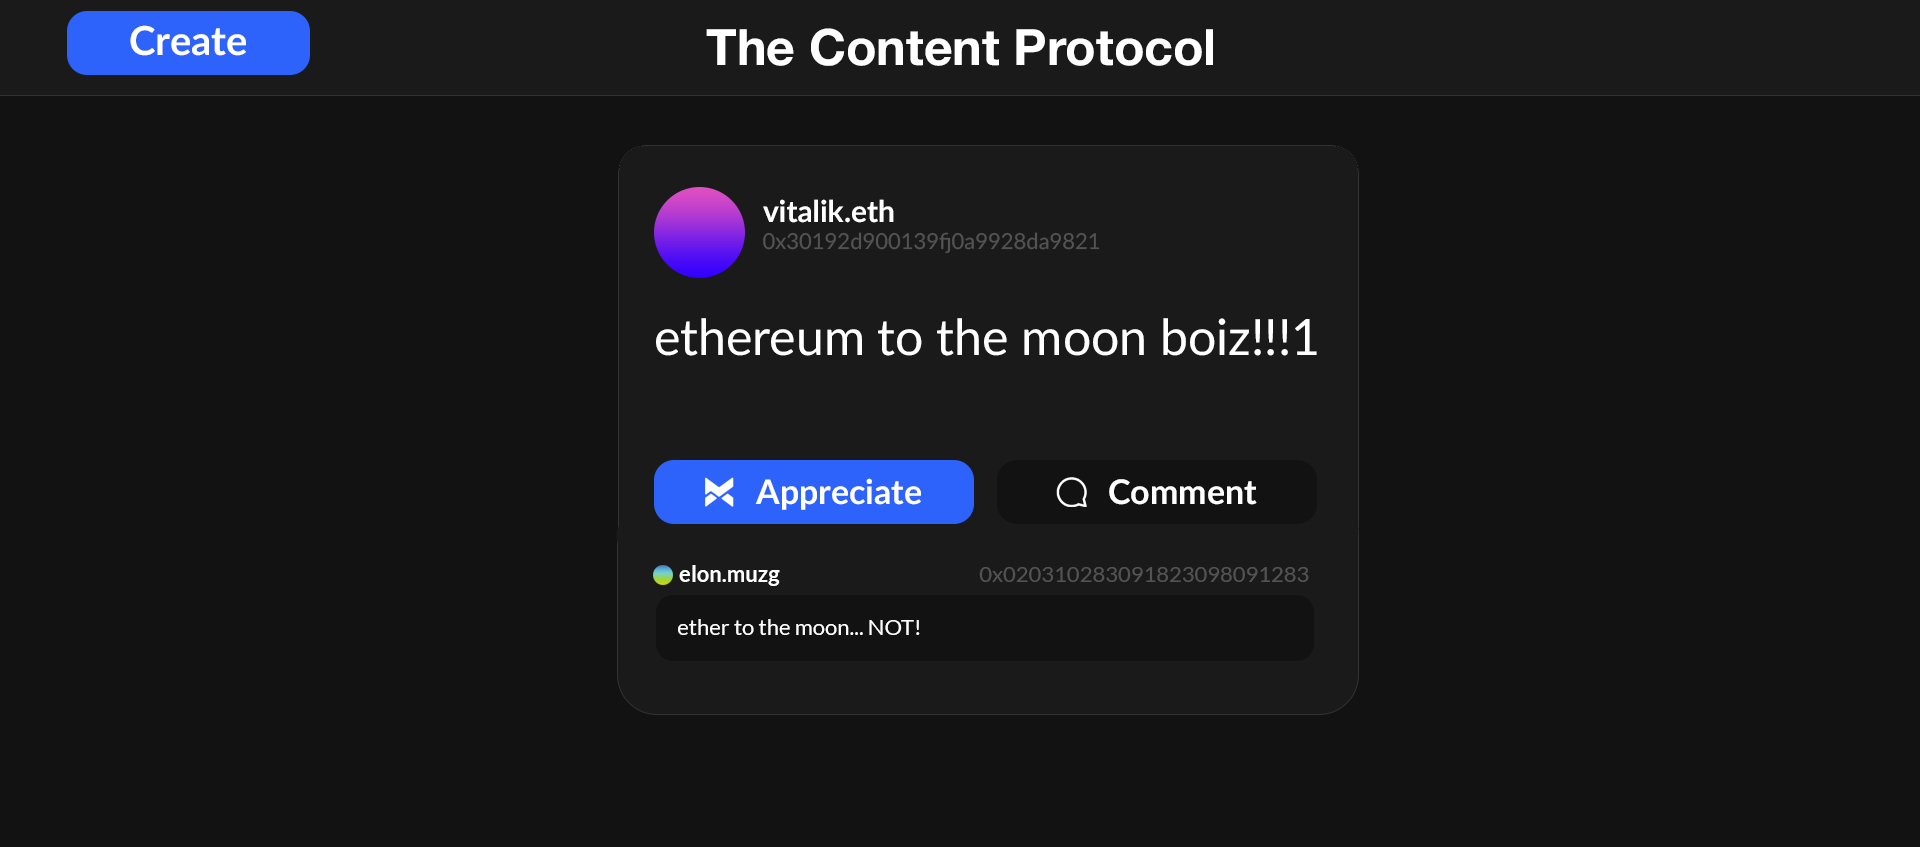 Create
The Content Protocol
vitalik.eth
0x30192d900139fj0a9928da9821
ethereum to the moon boiz!!!1
Appreciate
Comment
elon.muzg
0x020310283091823098091283
ether to the moon... NOT!